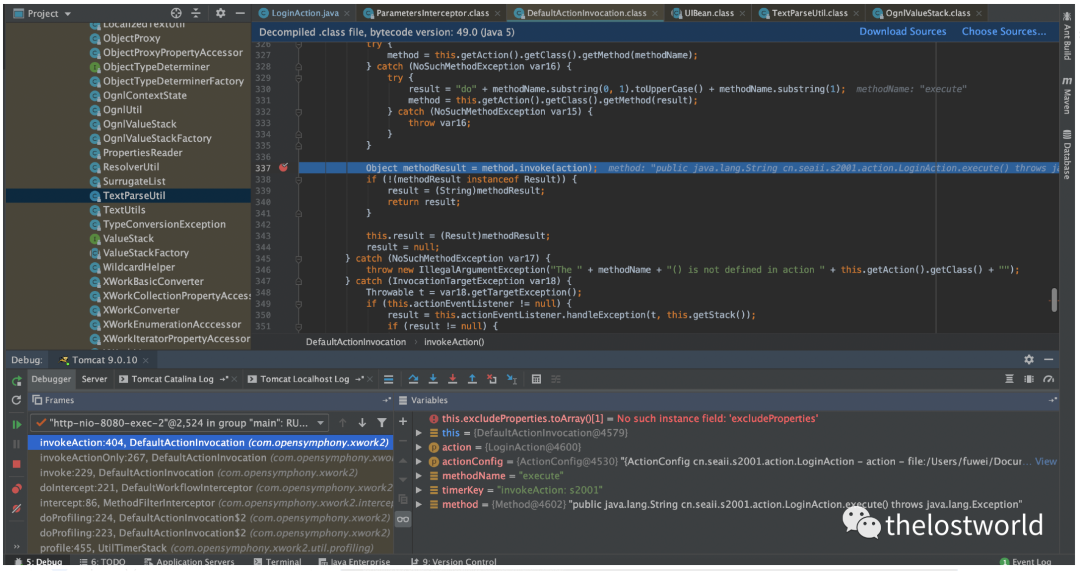 Project
LoginAction.java
ParametersInterceptor.class
DefaultActionInvocation.class
UIBean.class
TextParseUtil.class
OgnlValueStack.class
Ant Build
Maven
Database
LocalizedTextUtil
ObjectProxy
ObjectProxyPropertyAccessor
ObjectTypeDeterminer
ObjectTypeDeterminerFactory
OgnlContextState
OgnlUtil
OgnlValueStack
OgnlValueStackFactory
PropertiesReader
ResolverUtil
SurrugateList
TextParseUtil
TextUtils
TypeConversionException
ValueStack
ValueStackFactory
WildcardHelper
XWorkBasicConverter
XWorkCollectionPropertyAccess
XWorkConverter
XWorkEnumerationAcccessor
XWorkIteratorPropertyAccessor
Decompiled .class file, bytecode version: 49.0 (Java 5)
Download Sources
Choose Sources...
326 try {
327 method = this.getAction().getClass().getMethod(methodName);
328 } catch (NoSuchMethodException var16) {
329 try {
330 result = "do" + methodName.substring(0, 1).toUpperCase() + methodName.substring(1); methodName: "execute"
331 method = this.getAction().getClass().getMethod(result);
332 } catch (NoSuchMethodException var15) {
333 throw var16;
334 }
335 }
336
337 Object methodResult = method.invoke(action); method: "public java.lang.String cn.seaii.s2001.action.LoginAction.execute() throws ja
338 if (!(methodResult instanceof Result)) {
339 result = (String)methodResult;
340 return result;
341 }
342
343 this.result = (Result)methodResult;
344 result = null;
345 } catch (NoSuchMethodException var17) {
346 throw new IllegalArgumentException("The " + methodName + "() is not defined in action " + this.getAction().getClass() + "");
347 } catch (InvocationTargetException var18) {
348 Throwable t = var18.getTargetException();
349 if (this.actionEventListener != null) {
350 result = this.actionEventListener.handleException(t, this.getStack());
351 if (result != null) {
DefaultActionInvocation › invokeAction()
Debug: Tomcat 9.0.10
Debugger Server Tomcat Catalina Log Tomcat Localhost Log
Frames
"http-nio-8080-exec-2"@2,524 in group "main": RU...
invokeAction:404, DefaultActionInvocation (com.opensymphony.xwork2)
invokeActionOnly:267, DefaultActionInvocation (com.opensymphony.xwo
invoke:229, DefaultActionInvocation (com.opensymphony.xwork2)
doIntercept:221, DefaultWorkflowInterceptor (com.opensymphony.xwork2
intercept:86, MethodFilterInterceptor (com.opensymphony.xwork2.interce
doProfiling:224, DefaultActionInvocation$2 (com.opensymphony.xwork2)
doProfiling:223, DefaultActionInvocation$2 (com.opensymphony.xwork2)
profile:455, UtilTimerStack (com.opensymphony.xwork2.util.profiling)
Variables
this.excludeProperties.toArray()[1] = No such instance field: 'excludeProperties'
this = {DefaultActionInvocation@4579}
action = {LoginAction@4600}
actionConfig = {ActionConfig@4530} "{ActionConfig cn.seaii.s2001.action.LoginAction - action - file:/Users/fuwei/Docur... View
methodName = "execute"
timerKey = "invokeAction: s2001"
method = {Method@4602} "public java.lang.String cn.seaii.s2001.action.LoginAction.execute() throws java.lang.Exception"
thelostworld
5: Debug
6: TODO
Application Servers
Terminal
Java Enterprise
9: Version Control
1 Event Log